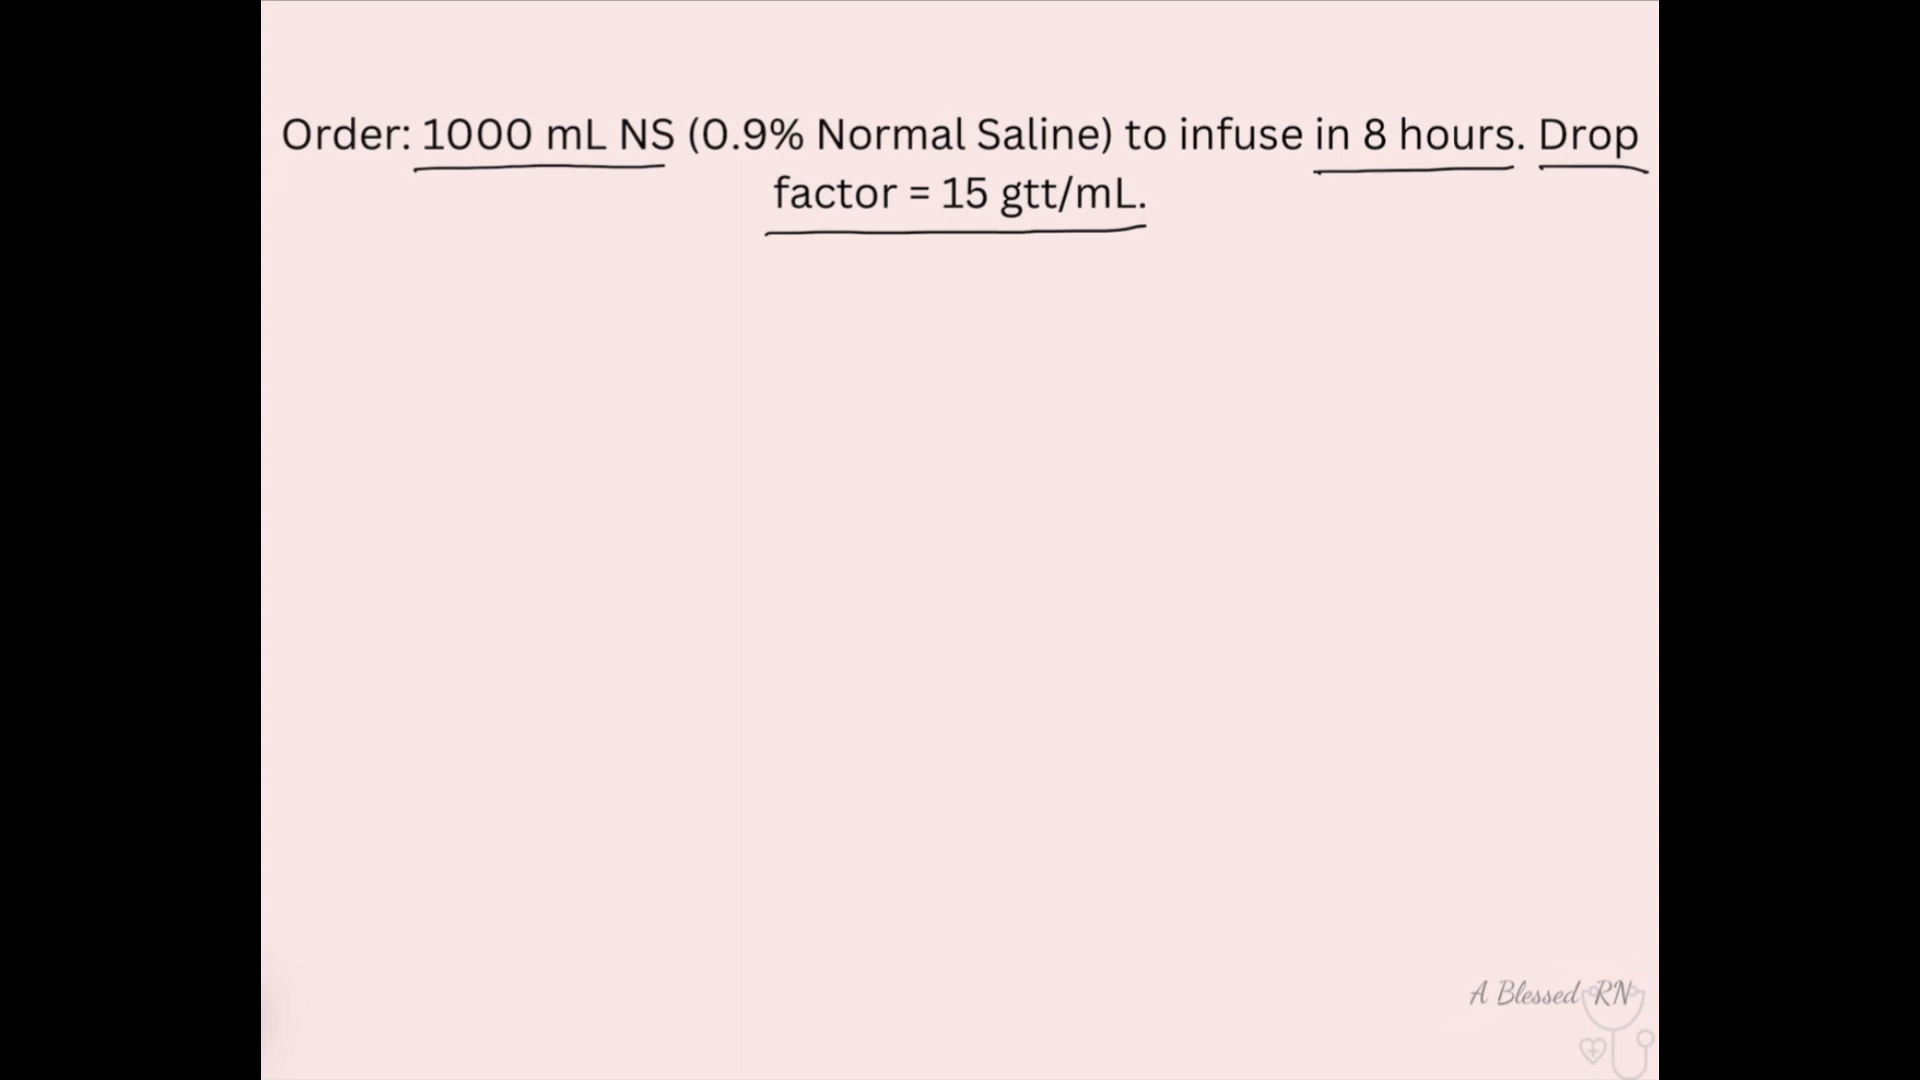 Order: 1000 mL NS (0.9% Normal Saline) to infuse in 8 hours. Drop
factor = 15 gtt/mL.
A Blessed RN